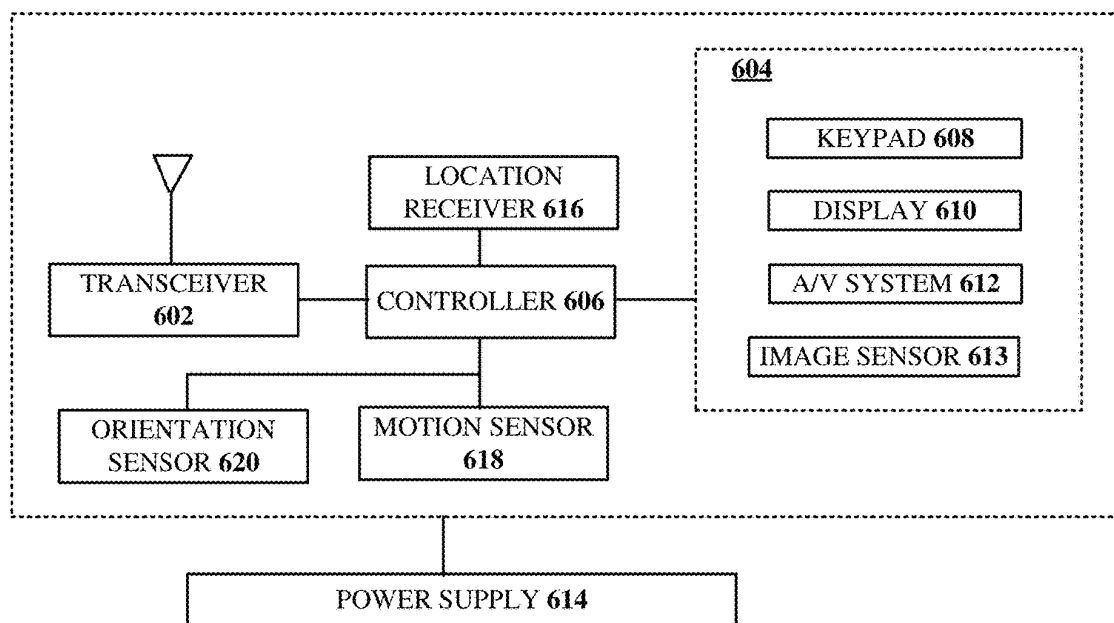 604
KEYPAD 608
DISPLAY 610
A/V SYSTEM 612
IMAGE SENSOR 613
LOCATION
RECEIVER 616
TRANSCEIVER
602
CONTROLLER 606
ORIENTATION
SENSOR 620
MOTION SENSOR
618
POWER SUPPLY 614